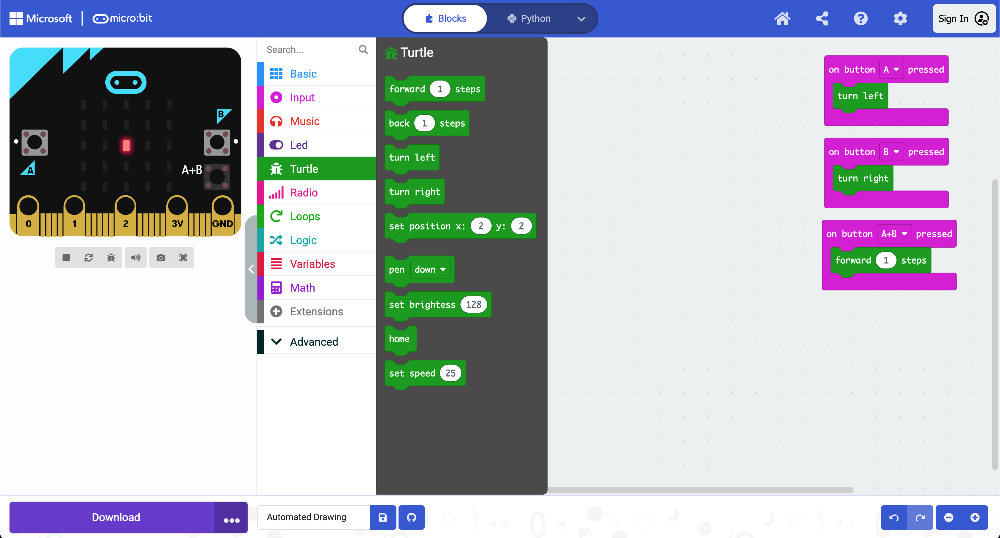 Microsoft | micro:bit
Blocks
Python
Sign In
B
A
A+B
0 1 2 3V GND
Search...
Basic
Input
Music
Led
Turtle
Radio
Loops
Logic
Variables
Math
Extensions
Advanced
Turtle
forward 1 steps
back 1 steps
turn left
turn right
set position x: 2 y: 2
pen down
set brightess 128
home
set speed 25
on button A pressed
turn left
on button B pressed
turn right
on button A+B pressed
forward 1 steps
Download
Automated Drawing